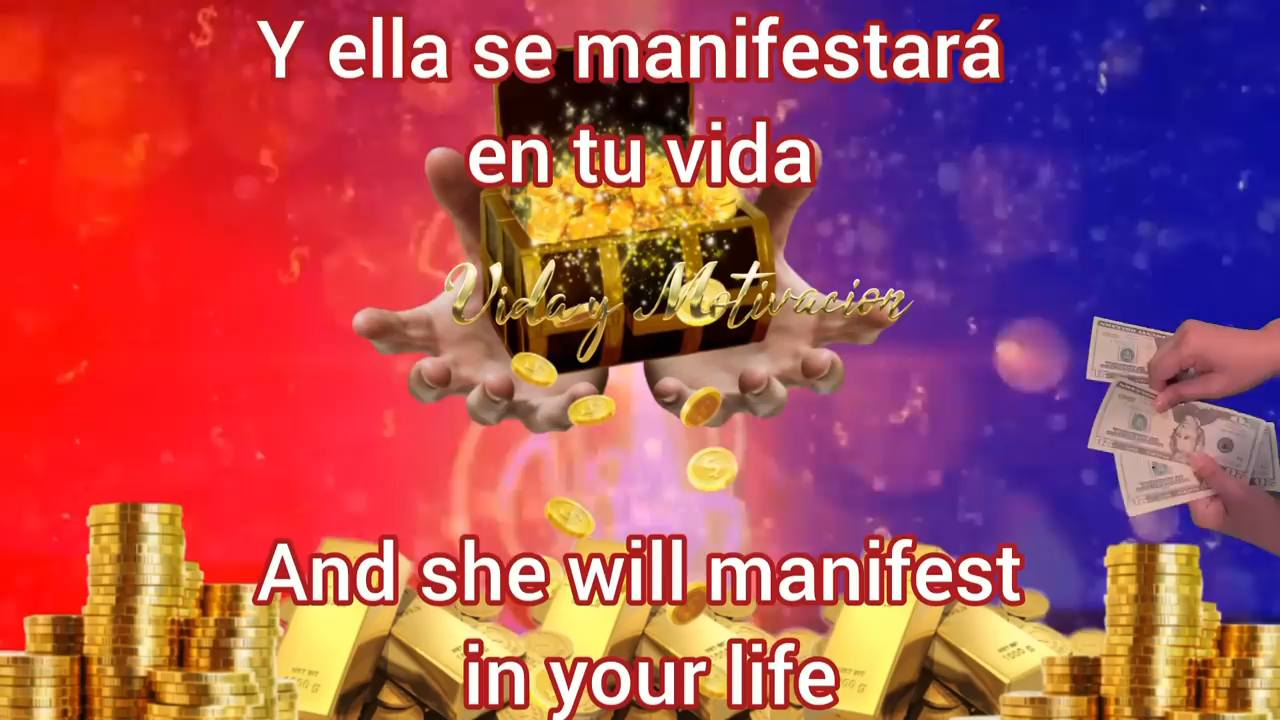 Y ella se manifestará
en tu vida
Vida y Motivacion
And she will manifest
in your life